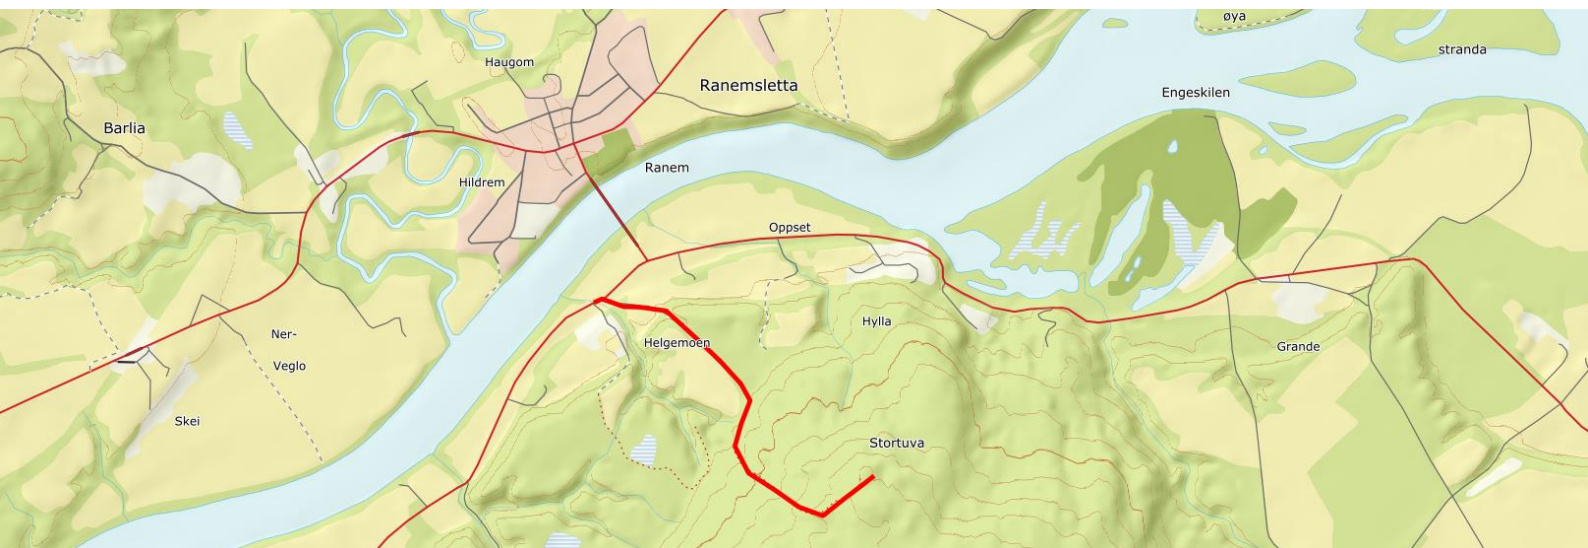 øya
stranda
Haugom
Ranemsletta
Engeskilen
Barlia
Ranem
Hildrem
Oppset
Hylla
Ner-
Veglo
Helgemoen
Grande
Skei
Stortuva